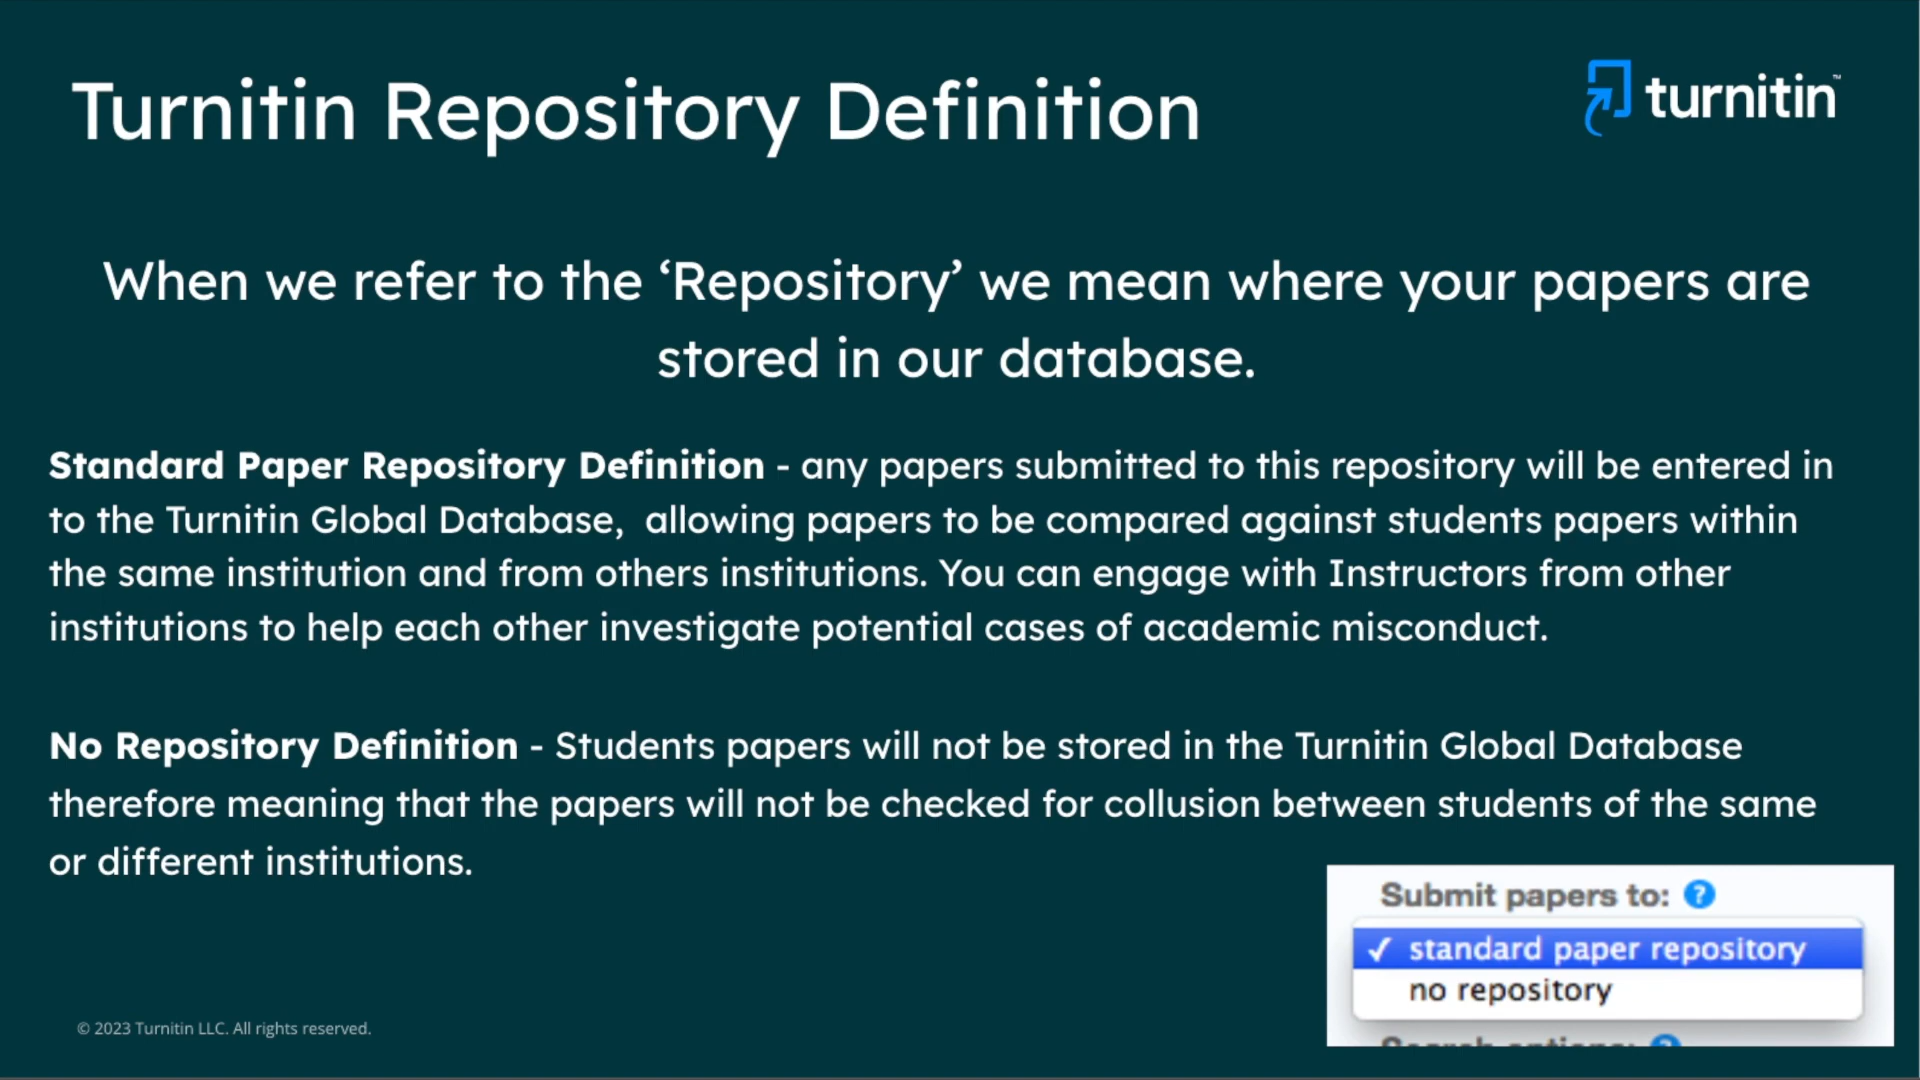 Turnitin Repository Definition
turnitin™
When we refer to the ‘Repository’ we mean where your papers are
stored in our database.
Standard Paper Repository Definition - any papers submitted to this repository will be entered in
to the Turnitin Global Database, allowing papers to be compared against students papers within
the same institution and from others institutions. You can engage with Instructors from other
institutions to help each other investigate potential cases of academic misconduct.
No Repository Definition - Students papers will not be stored in the Turnitin Global Database
therefore meaning that the papers will not be checked for collusion between students of the same
or different institutions.
Submit papers to: ?
✓ standard paper repository
no repository
© 2023 Turnitin LLC. All rights reserved.